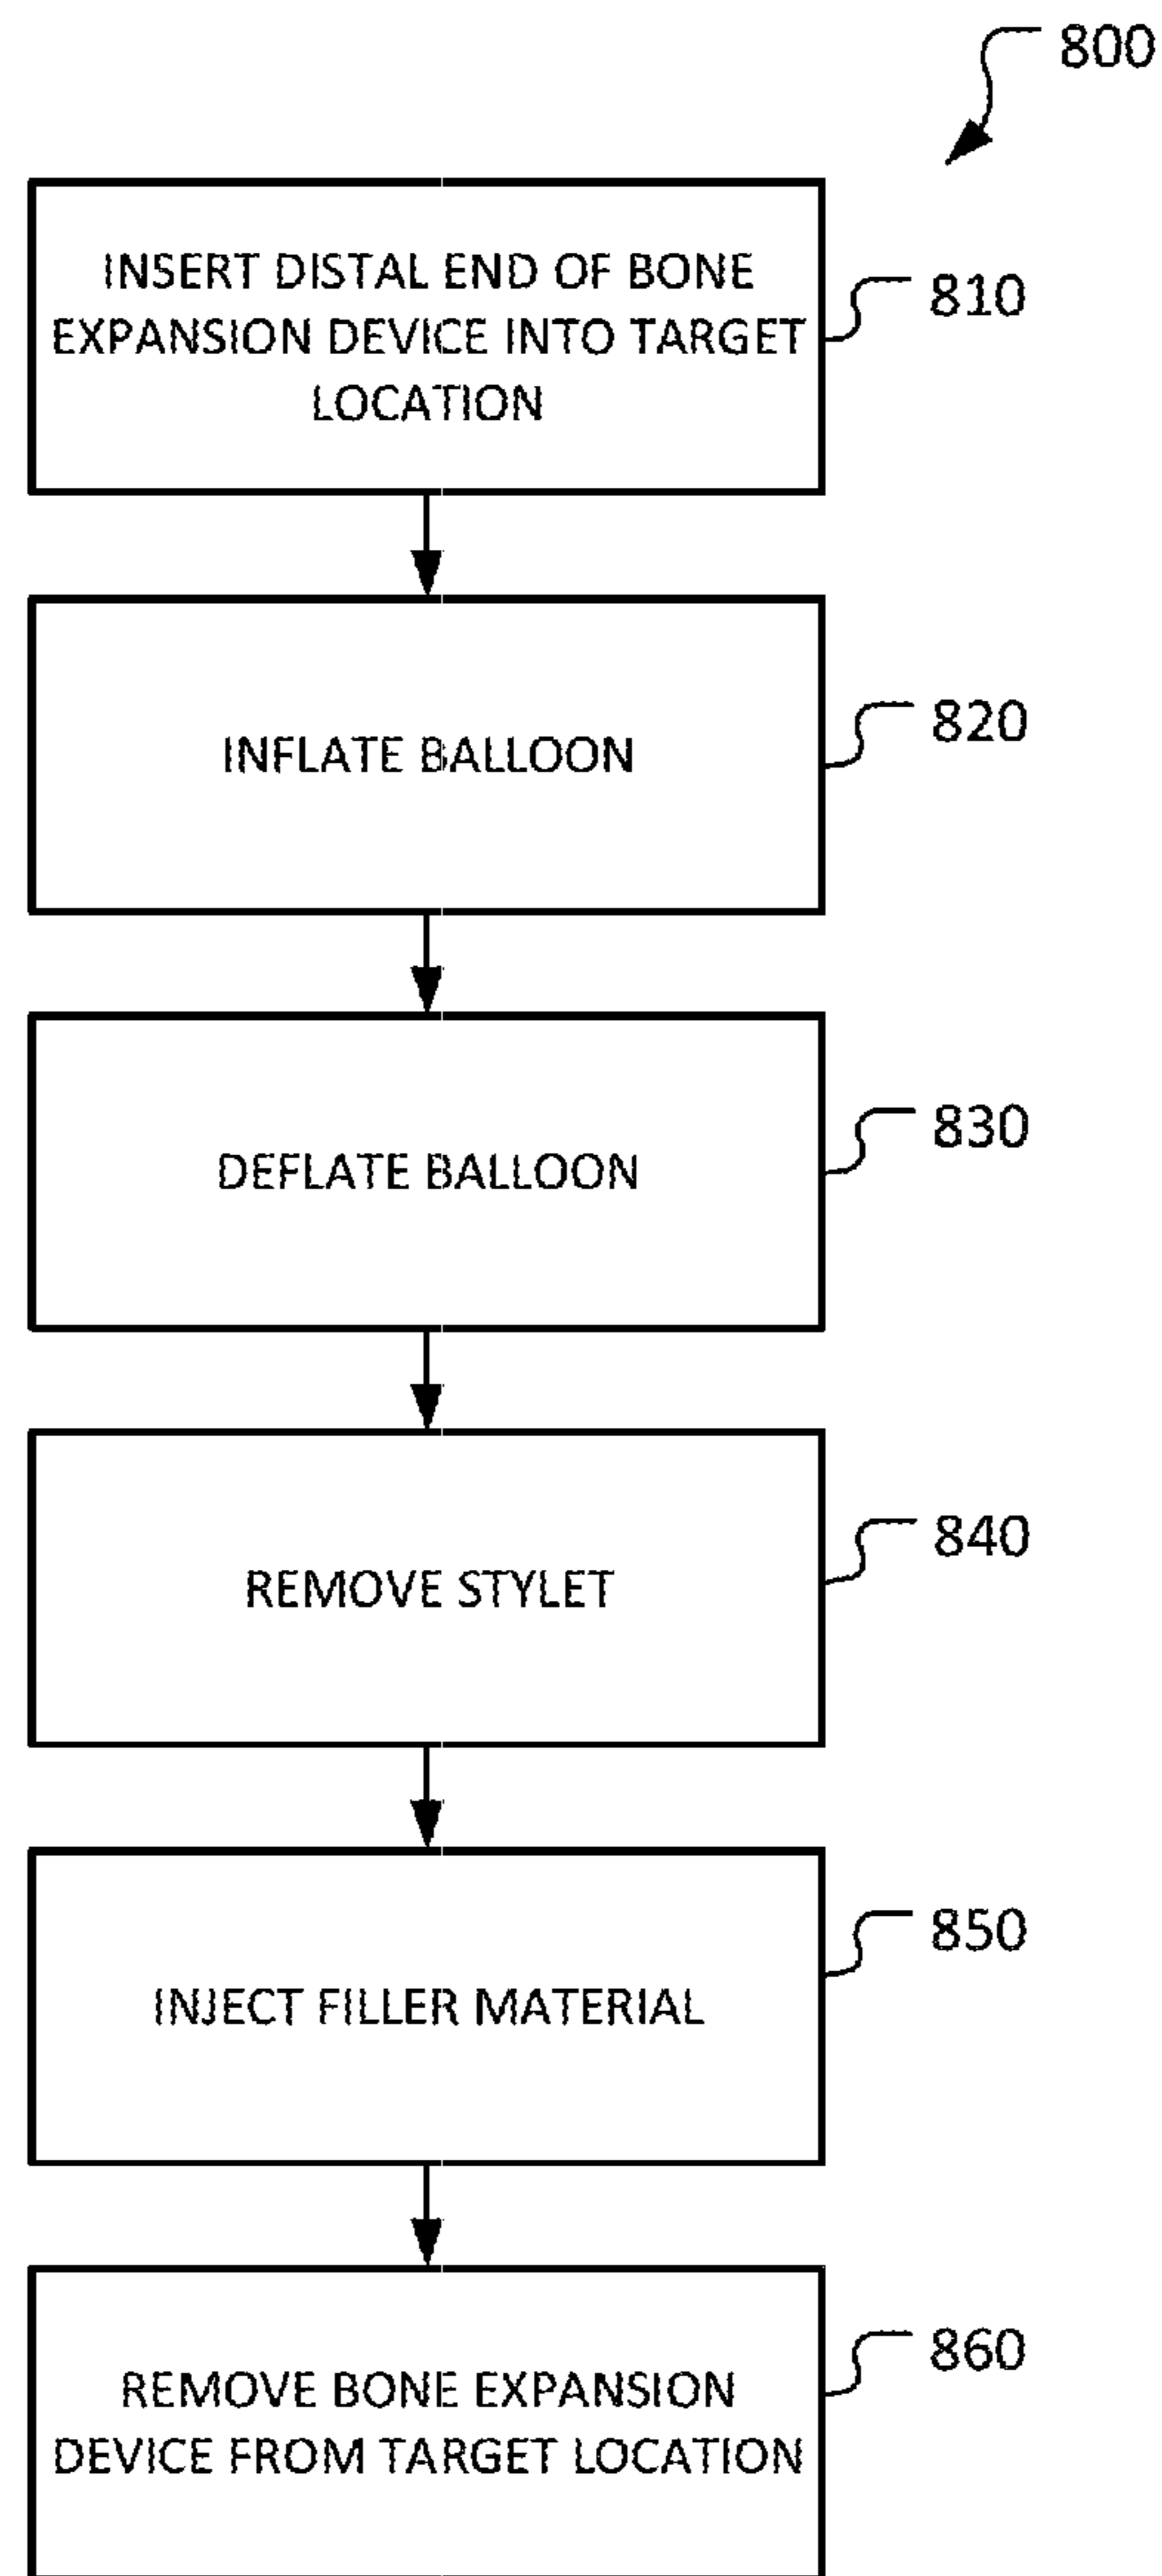 800
INSERT DISTAL END OF BONE
EXPANSION DEVICE INTO TARGET
LOCATION
810
INFLATE BALLOON
820
DEFLATE BALLOON
830
REMOVE STYLET
840
INJECT FILLER MATERIAL
850
REMOVE BONE EXPANSION
DEVICE FROM TARGET LOCATION
860